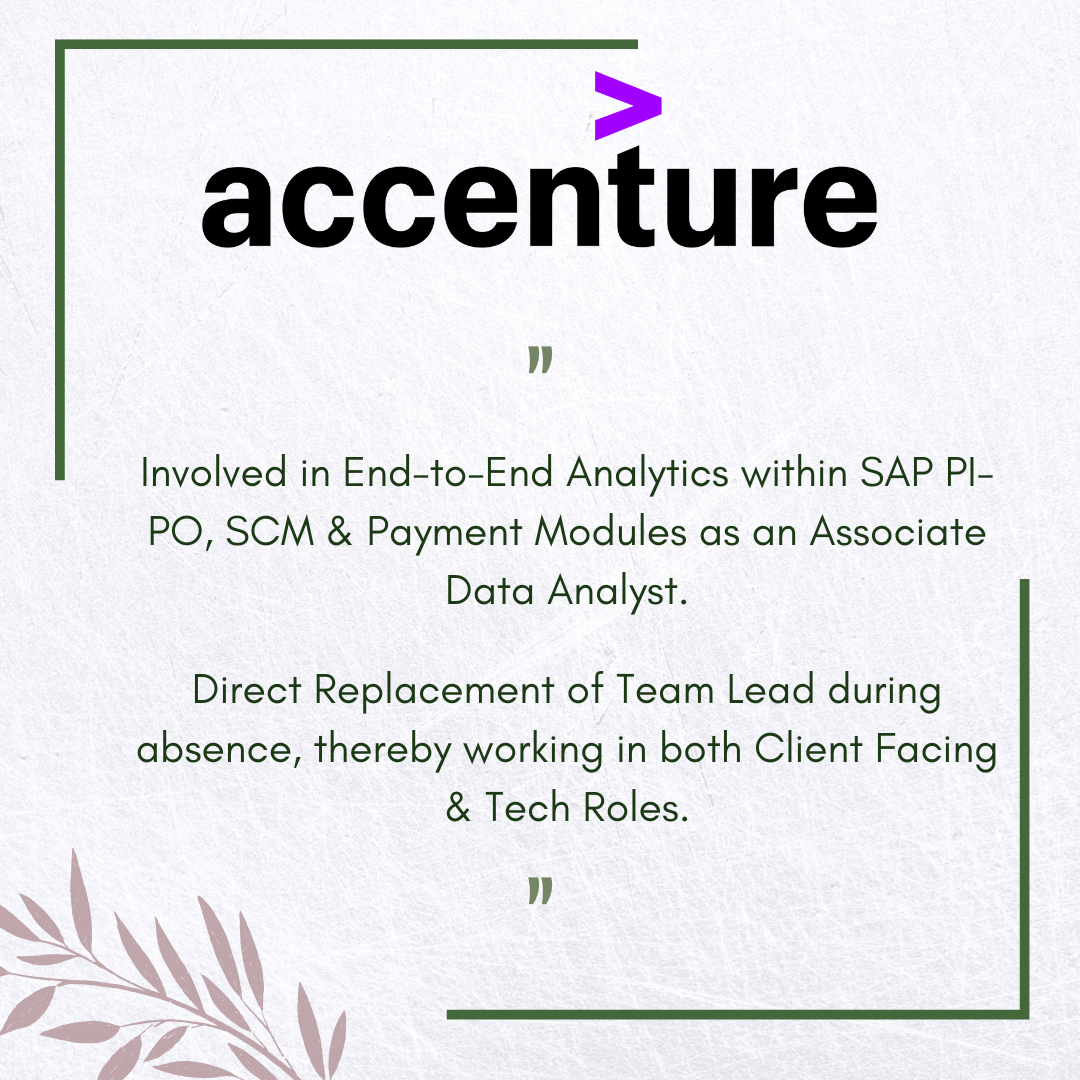 >
accenture
”
Involved in End-to-End Analytics within SAP PI-
PO, SCM & Payment Modules as an Associate
Data Analyst.
Direct Replacement of Team Lead during
absence, thereby working in both Client Facing
& Tech Roles.
”